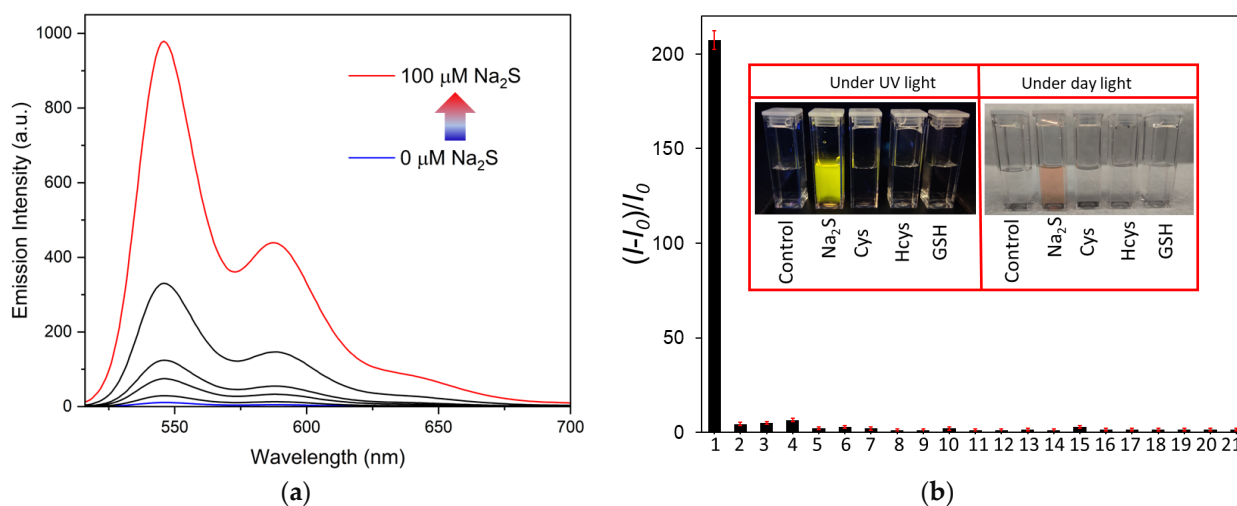 1000
800
600
400
200
0
Emission Intensity (a.u.)
100 μM Na₂S
0 μM Na₂S
550
600
650
700
Wavelength (nm)
(a)
200
150
100
50
0
(I-I₀)/I₀
Under UV light
Under day light
Control
Na₂S
Cys
Hcys
GSH
Control
Na₂S
Cys
Hcys
GSH
1 2 3 4 5 6 7 8 9 10 11 12 13 14 15 16 17 18 19 20 21
(b)